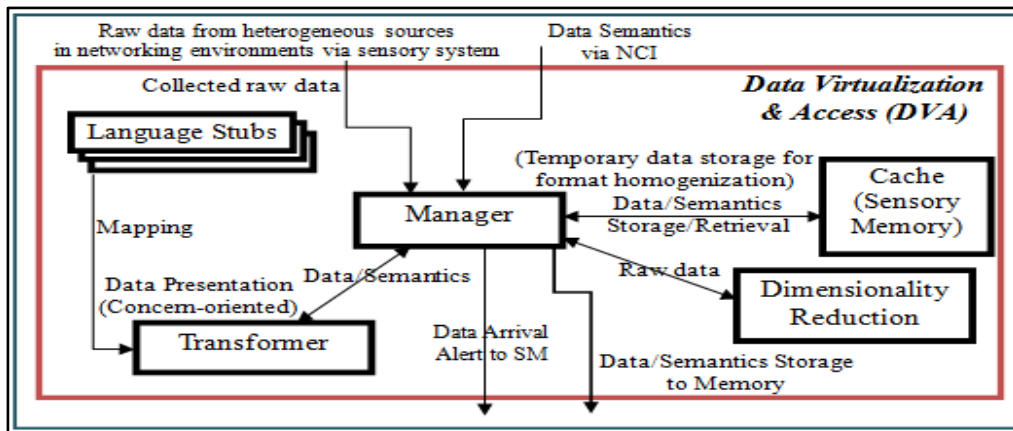 Raw data from heterogeneous sources
in networking environments via sensory system
Data Semantics
via NCI
Collected raw data
Data Virtualization
& Access (DVA)
Language Stubs
(Temporary data storage for
format homogenization)
Cache
(Sensory
Memory)
Manager
Data/Semantics
Storage/Retrieval
Mapping
Raw data
Data/Semantics
Data Presentation
(Concern-oriented)
Dimensionality
Reduction
Transformer
Data Arrival
Alert to SM
Data/Semantics Storage
to Memory